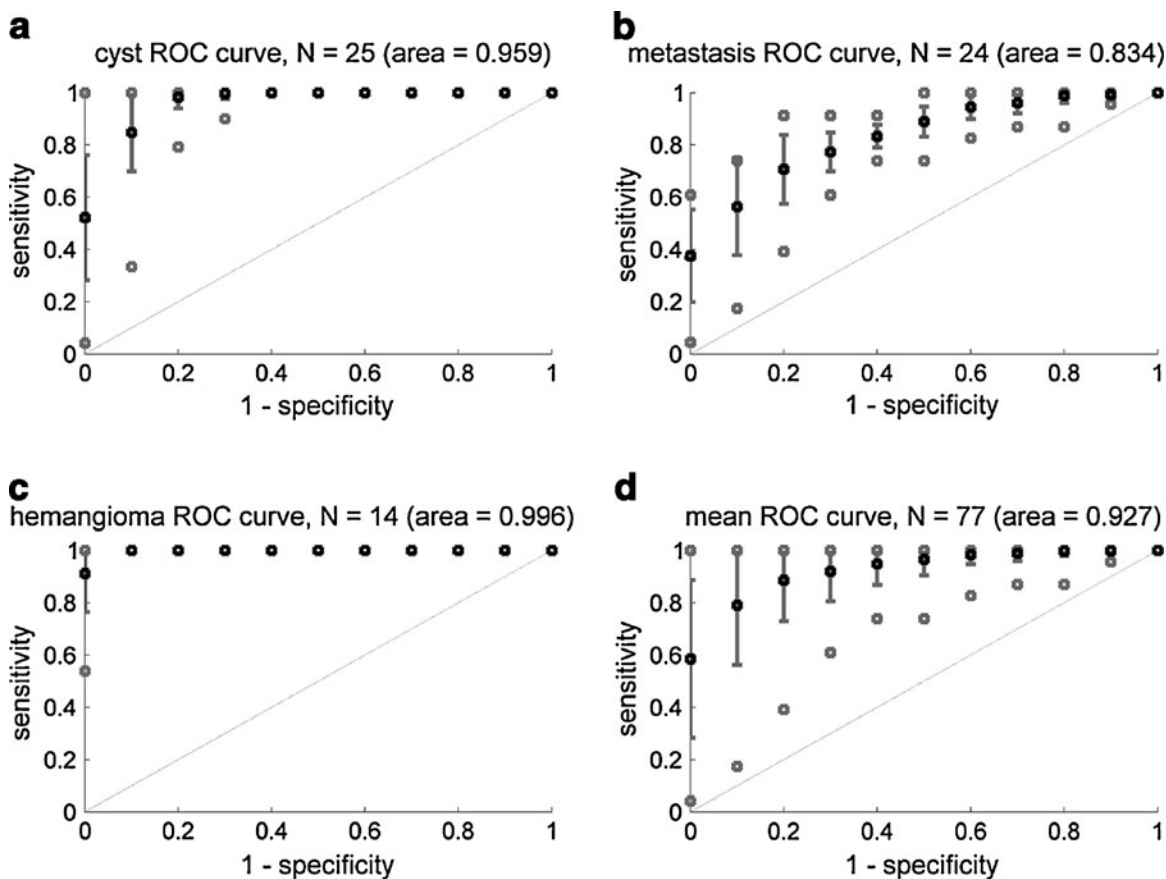 a
cyst ROC curve, N = 25 (area = 0.959)
1
0.8
0.6
0.4
0.2
0
sensitivity
0 0.2 0.4 0.6 0.8 1
1 - specificity
b
metastasis ROC curve, N = 24 (area = 0.834)
1
0.8
0.6
0.4
0.2
0
sensitivity
0 0.2 0.4 0.6 0.8 1
1 - specificity
c
hemangioma ROC curve, N = 14 (area = 0.996)
1
0.8
0.6
0.4
0.2
0
sensitivity
0 0.2 0.4 0.6 0.8 1
1 - specificity
d
mean ROC curve, N = 77 (area = 0.927)
1
0.8
0.6
0.4
0.2
0
sensitivity
0 0.2 0.4 0.6 0.8 1
1 - specificity